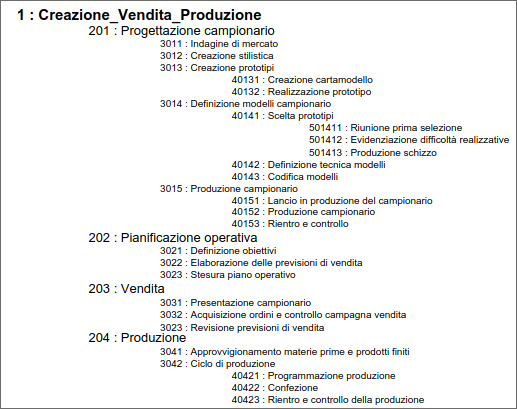 1 : Creazione_Vendita_Produzione
201 : Progettazione campionario
3011 : Indagine di mercato
3012 : Creazione stilistica
3013 : Creazione prototipi
40131 : Creazione cartamodello
40132 : Realizzazione prototipo
3014 : Definizione modelli campionario
40141 : Scelta prototipi
501411 : Riunione prima selezione
501412 : Evidenziazione difficoltà realizzative
501413 : Produzione schizzo
40142 : Definizione tecnica modelli
40143 : Codifica modelli
3015 : Produzione campionario
40151 : Lancio in produzione del campionario
40152 : Produzione campionario
40153 : Rientro e controllo
202 : Pianificazione operativa
3021 : Definizione obiettivi
3022 : Elaborazione delle previsioni di vendita
3023 : Stesura piano operativo
203 : Vendita
3031 : Presentazione campionario
3032 : Acquisizione ordini e controllo campagna vendita
3023 : Revisione previsioni di vendita
204 : Produzione
3041 : Approvvigionamento materie prime e prodotti finiti
3042 : Ciclo di produzione
40421 : Programmazione produzione
40422 : Confezione
40423 : Rientro e controllo della produzione